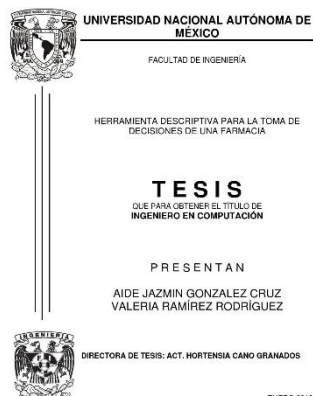 UNIVERSIDAD NACIONAL AUTÓNOMA DE
MÉXICO
FACULTAD DE INGENIERÍA
HERRAMIENTA DESCRIPTIVA PARA LA TOMA DE
DECISIONES DE UNA FARMACIA
TESIS
QUE PARA OBTENER EL TÍTULO DE
INGENIERO EN COMPUTACIÓN
PRESENTAN
AIDE JAZMIN GONZALEZ CRUZ
VALERIA RAMÍREZ RODRÍGUEZ
INGENIERIA
DIRECTORA DE TESIS: ACT. HORTENSIA CANO GRANADOS